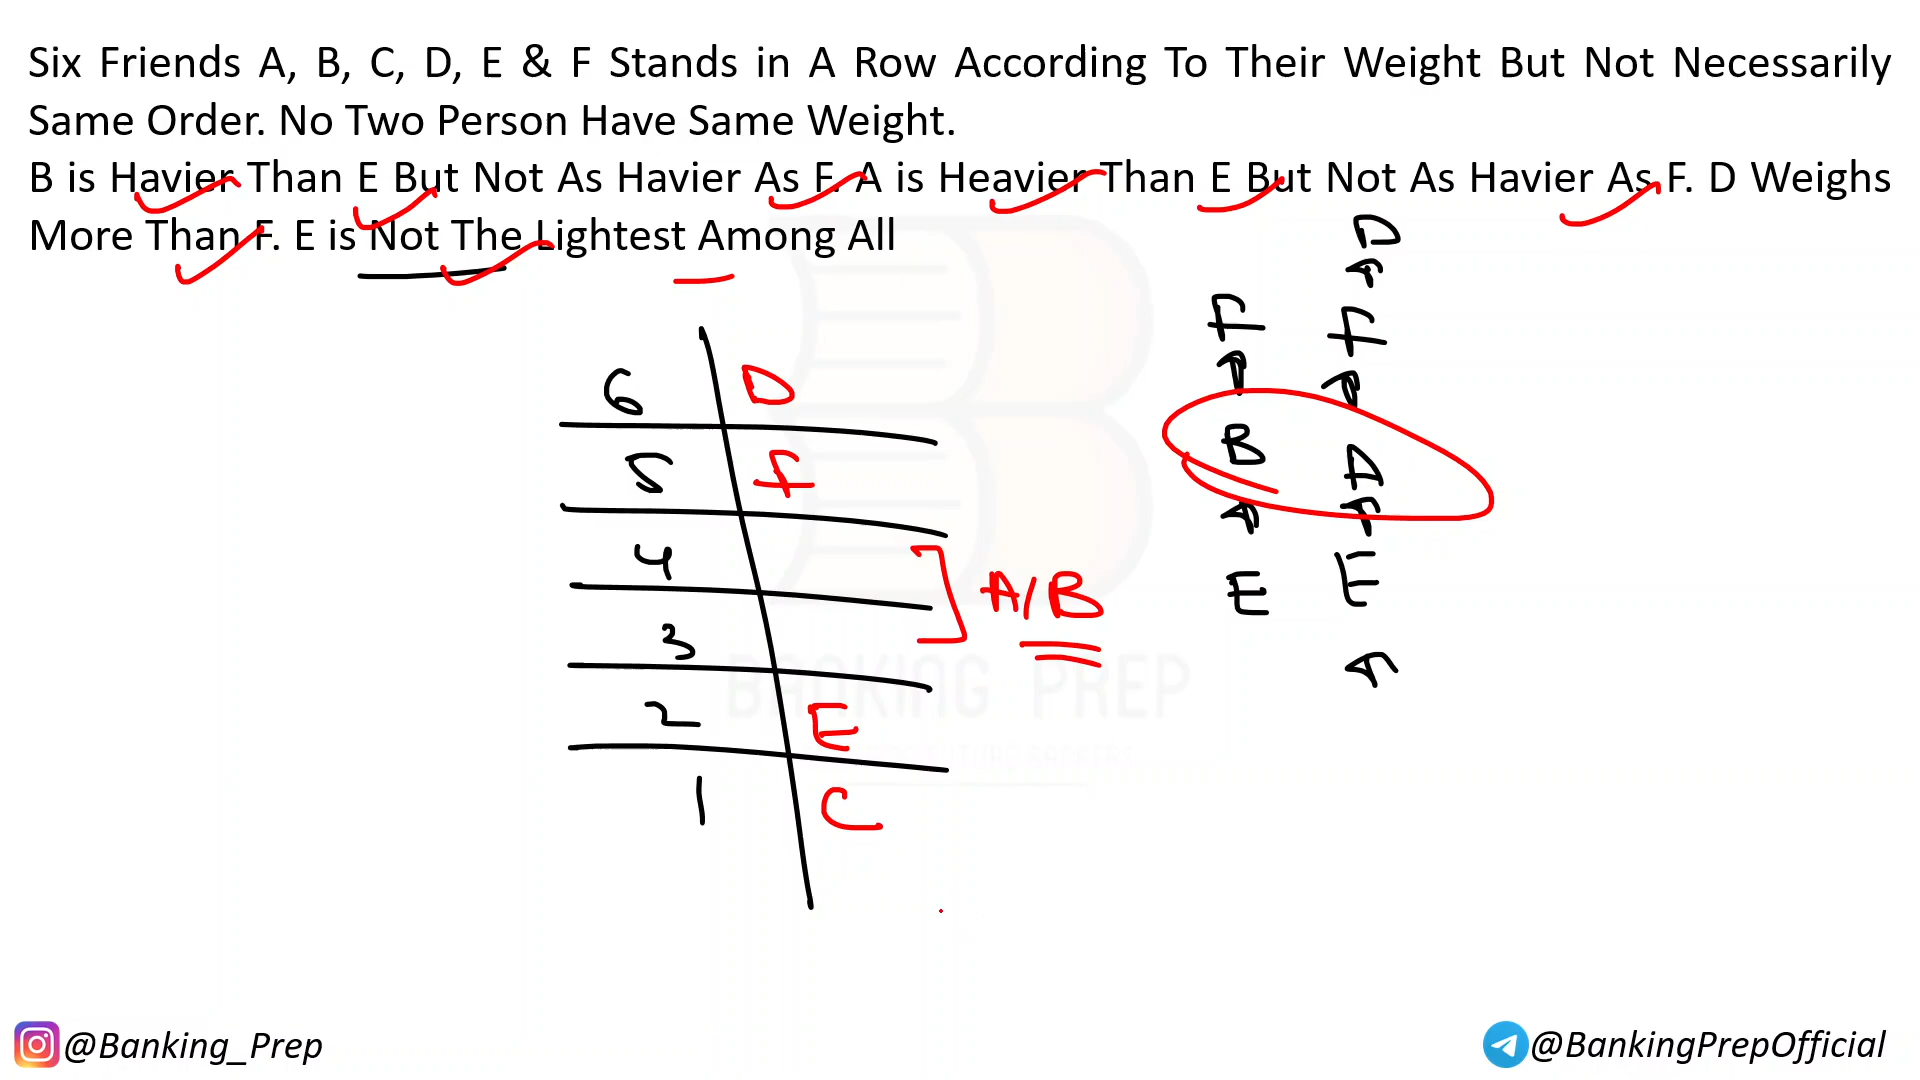 Six Friends A, B, C, D, E & F Stands in A Row According To Their Weight But Not Necessarily
Same Order. No Two Person Have Same Weight.
B is Havier Than E But Not As Havier As F. A is Heavier Than E But Not As Havier As F. D Weighs
More Than F. E is Not The Lightest Among All
D
F F
B A
E E
6 D
5 F
4
A/B
3
2 E
1 C
BANKING PREP
@Banking_Prep
@BankingPrepOfficial